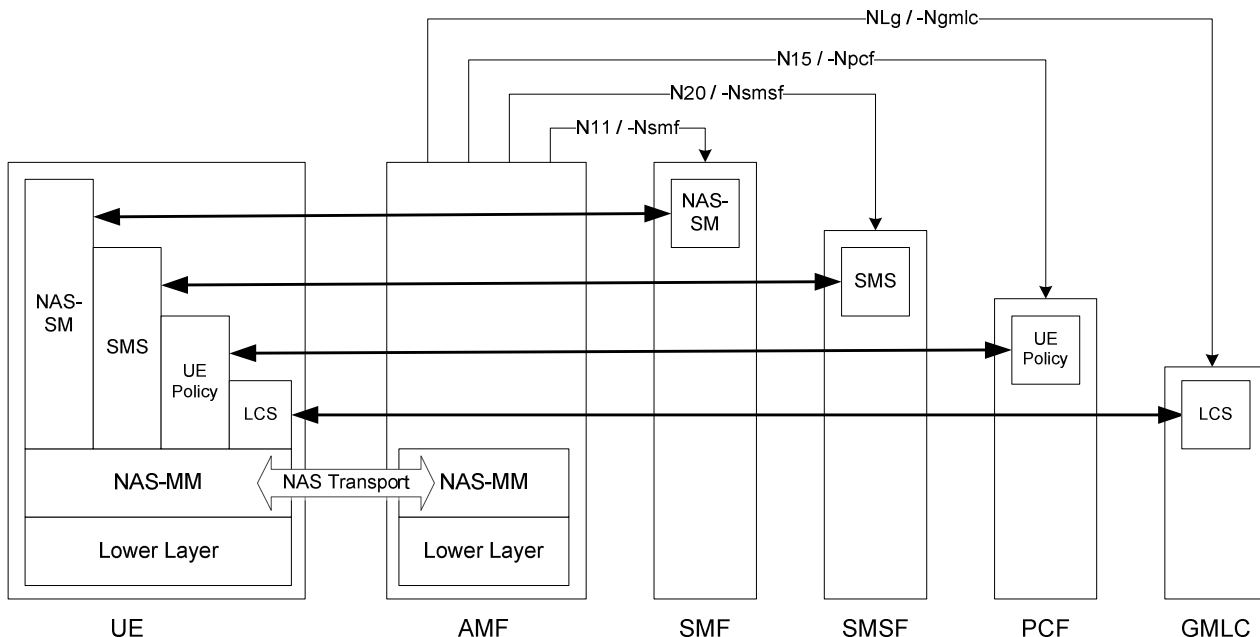 NLg / -Ngmlc
N15 / -Npcf
N20 / -Nsmsf
N11 / -Nsmf
NAS-
SM
SMS
UE
Policy
LCS
NAS-MM
Lower Layer
NAS Transport
NAS-MM
Lower Layer
NAS-
SM
SMS
UE
Policy
LCS
UE
AMF
SMF
SMSF
PCF
GMLC